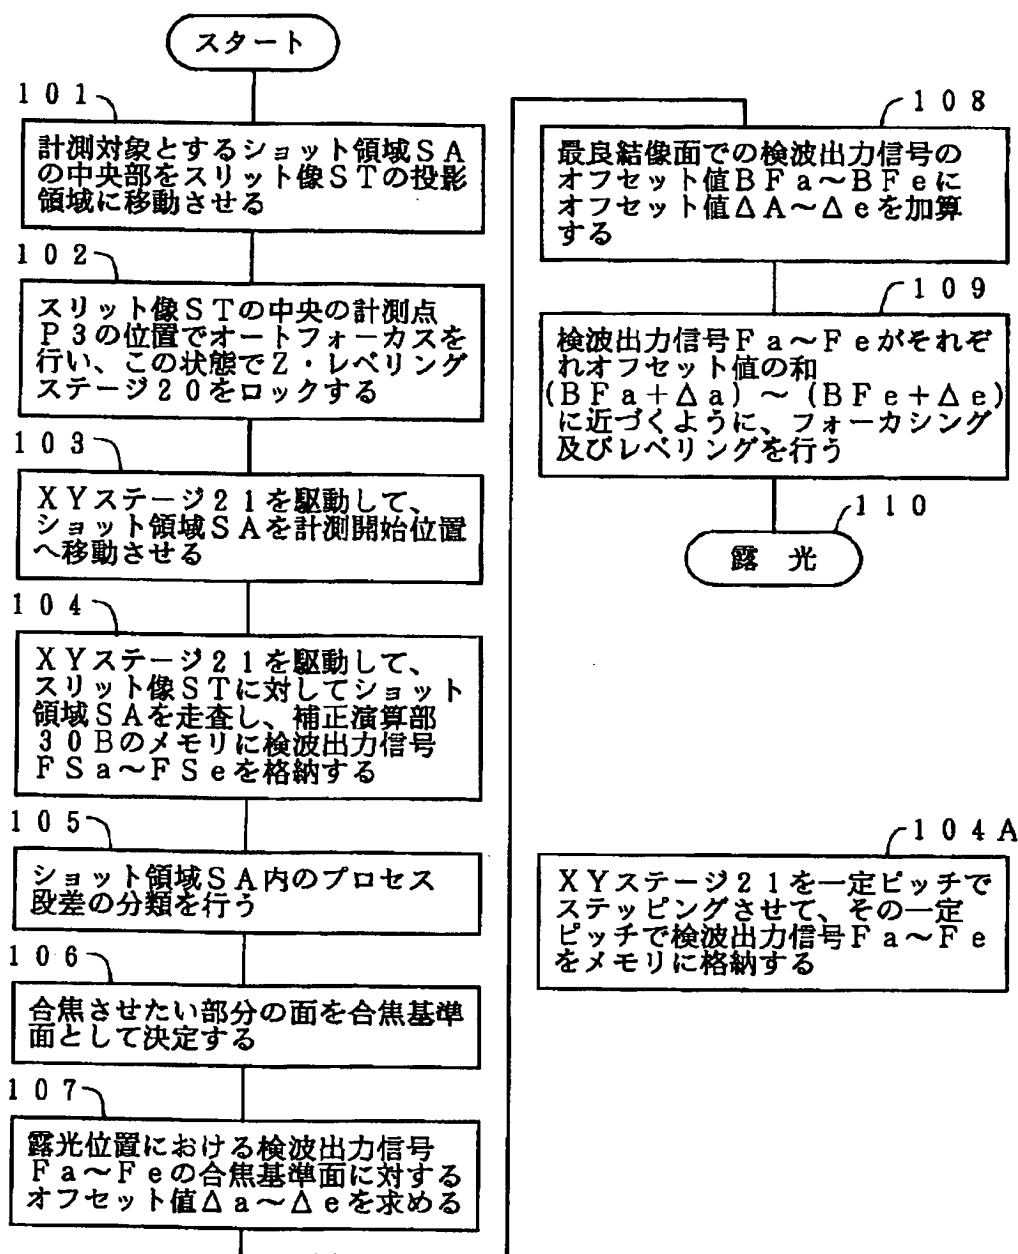 スタート
101
計測対象とするショット領域SA
の中央部をスリット像STの投影
領域に移動させる
102
スリット像STの中央の計測点
P3の位置でオートフォーカスを
行い、この状態でZ・レベリング
ステージ20をロックする
103
XYステージ21を駆動して、
ショット領域SAを計測開始位置
へ移動させる
104
XYステージ21を駆動して、
スリット像STに対してショット
領域SAを走査し、補正演算部
30Bのメモリに検波出力信号
FSa~FSeを格納する
105
ショット領域SA内のプロセス
段差の分類を行う
106
合焦させたい部分の面を合焦基準
面として決定する
107
露光位置における検波出力信号
Fa~Feの合焦基準面に対する
オフセット値Δa~Δeを求める
108
最良結像面での検波出力信号の
オフセット値BFa~BFeに
オフセット値ΔA~Δeを加算
する
109
検波出力信号Fa~Feがそれぞ
れオフセット値の和
(BFa+Δa)~(BFe+Δe)
に近づくように、フォーカシング
及びレベリングを行う
110
露 光
104A
XYステージ21を一定ピッチで
ステッピングさせて、その一定
ピッチで検波出力信号Fa~Fe
をメモリに格納する